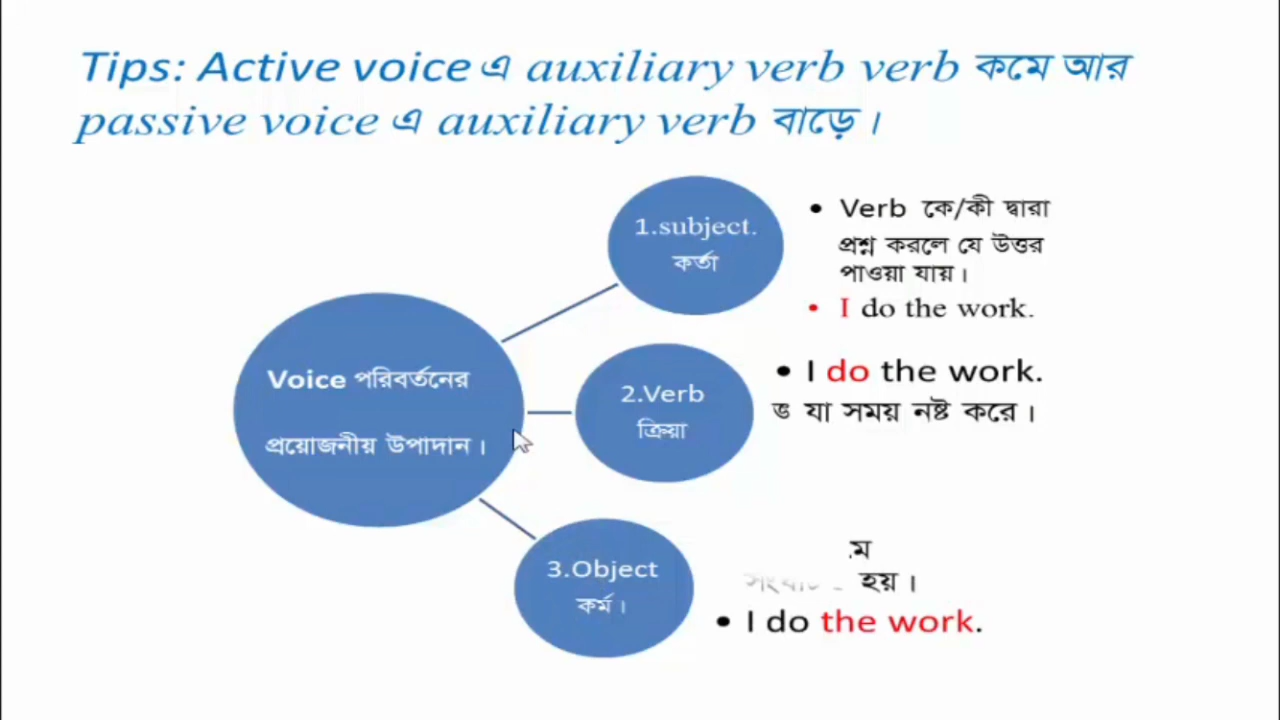 Tips: Active voice এ auxiliary verb verb কমে আর
passive voice এ auxiliary verb বাড়ে।
1.subject.
কর্তা
• Verb কে/কী দ্বারা
প্রশ্ন করলে যে উত্তর
পাওয়া যায়।
• I do the work.
Voice পরিবর্তনের
প্রয়োজনীয় উপাদান।
2.Verb
ক্রিয়া
• I do the work.
যা সময় নষ্ট করে।
3.Object
কর্ম।
হয়।
• I do the work.